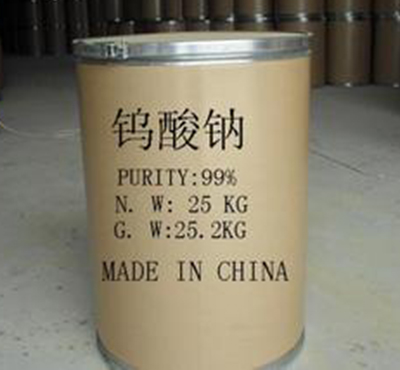 钨酸钠
PURITY:99%
N. W: 25 KG
G. W:25.2KG
MADE IN CHINA